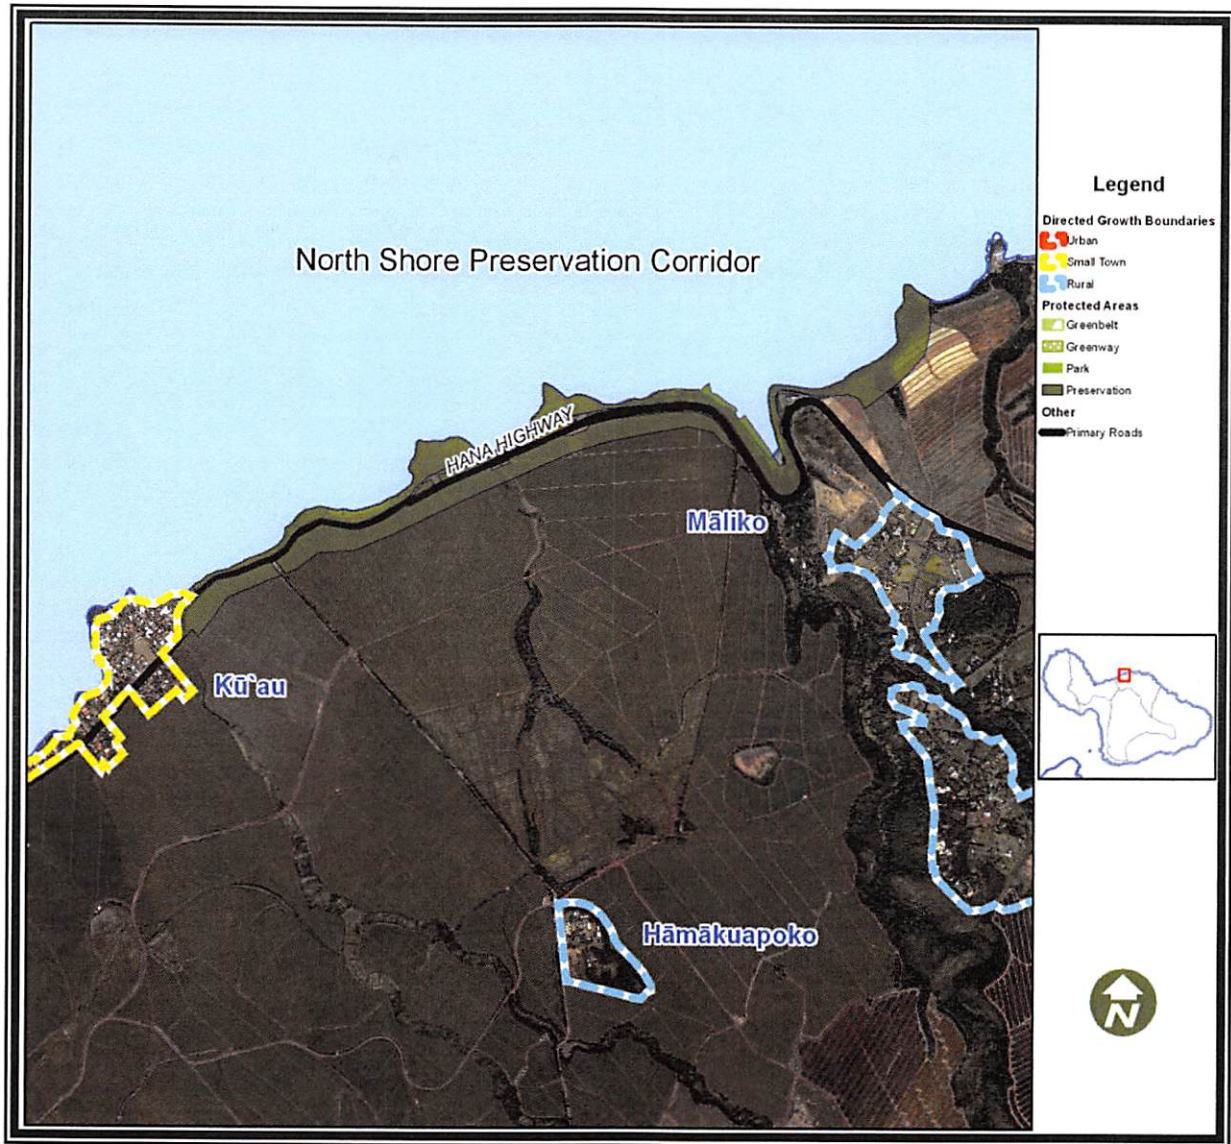 North Shore Preservation Corridor
HANA HIGHWAY
Māliko
Kū`au
Hāmākuapoko
Legend
Directed Growth Boundaries
Urban
Small Town
Rural
Protected Areas
Greenbelt
Greenway
Park
Preservation
Other
Primary Roads
N